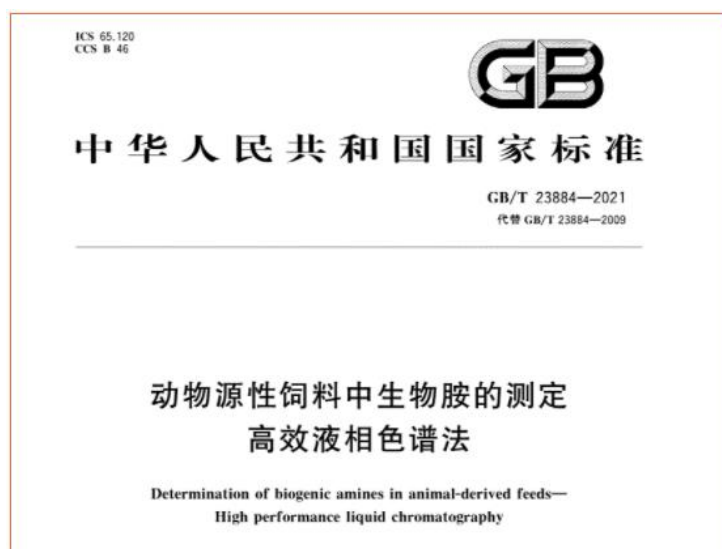 ICS 65.120
CCS B 46
GB
中华人民共和国国家标准
GB/T 23884—2021
代替 GB/T 23884—2009
动物源性饲料中生物胺的测定
高效液相色谱法
Determination of biogenic amines in animal-derived feeds—
High performance liquid chromatography